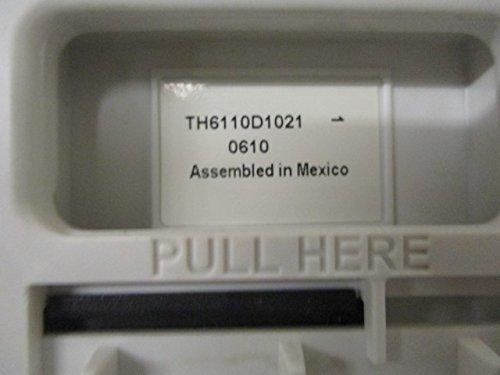 TH6110D1021
0610
Assembled in Mexico
PULL HERE